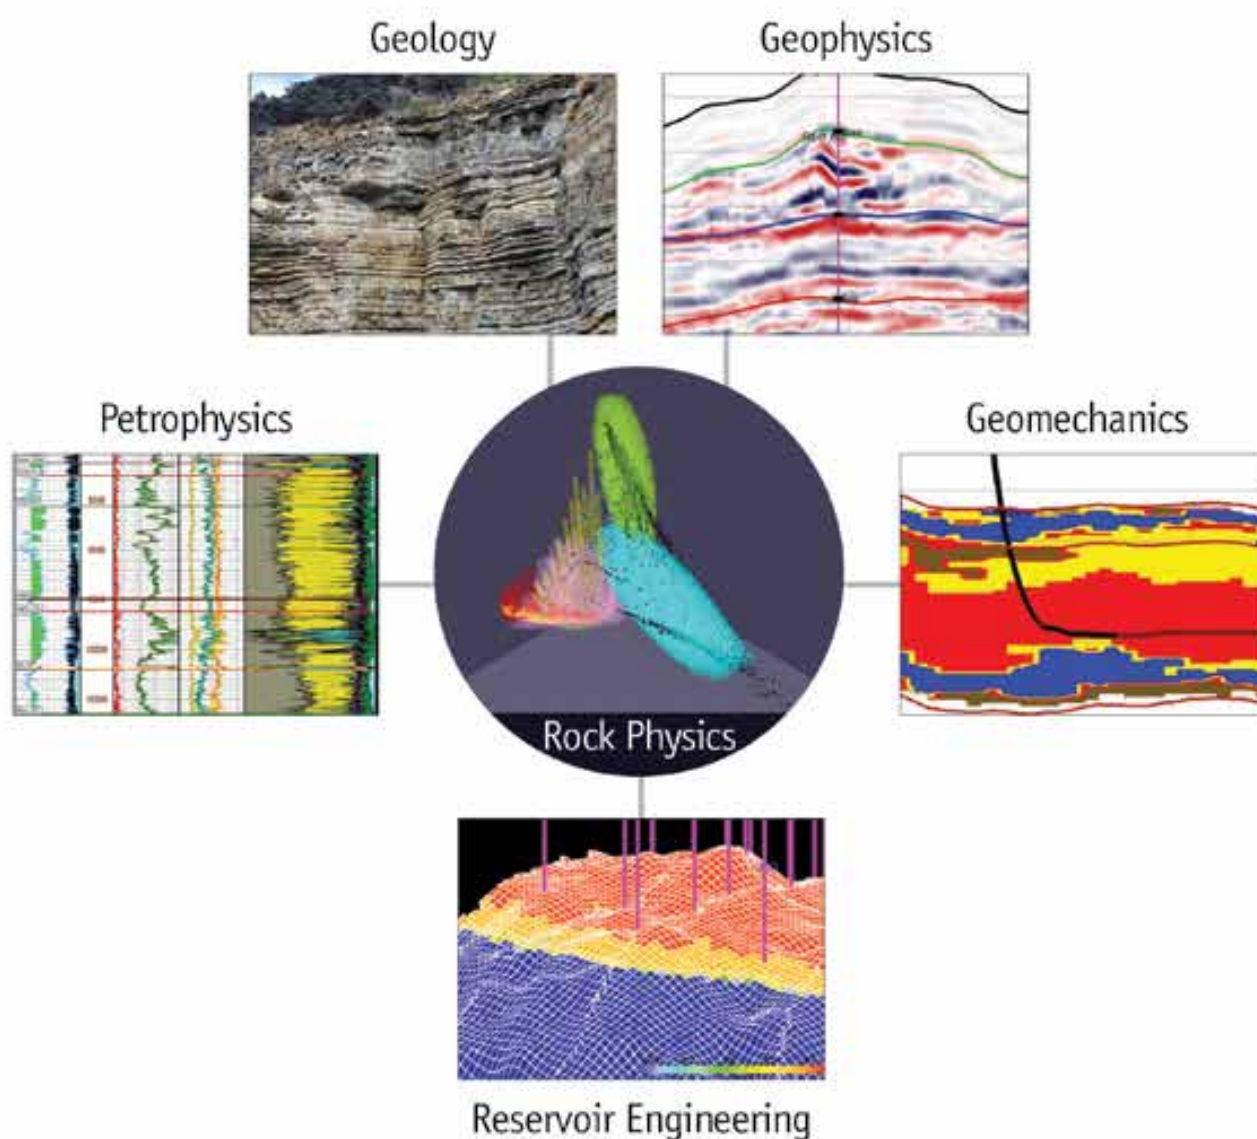 Geology
Geophysics
Petrophysics
Geomechanics
Rock Physics
Reservoir Engineering